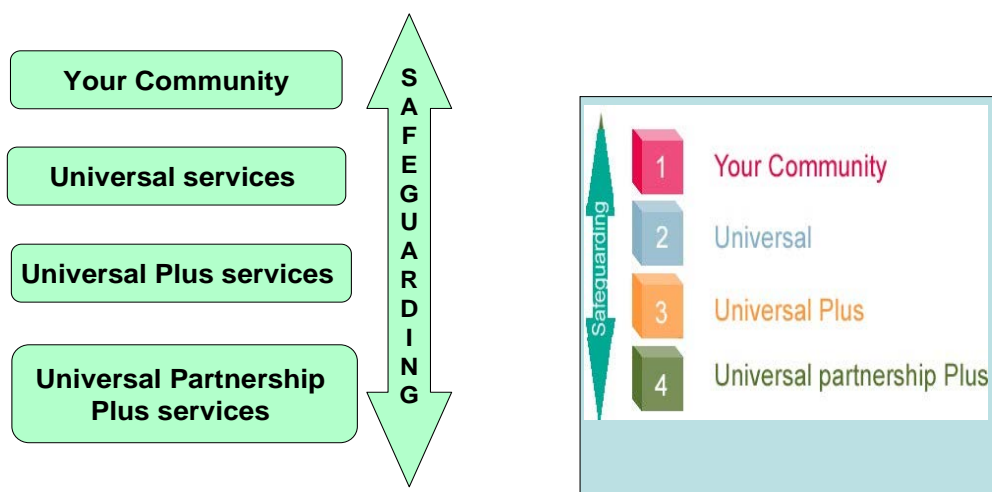 Your Community
Universal services
Universal Plus services
Universal Partnership
Plus services
SAFEGUARDING
Safeguarding
1 Your Community
2 Universal
3 Universal Plus
4 Universal partnership Plus